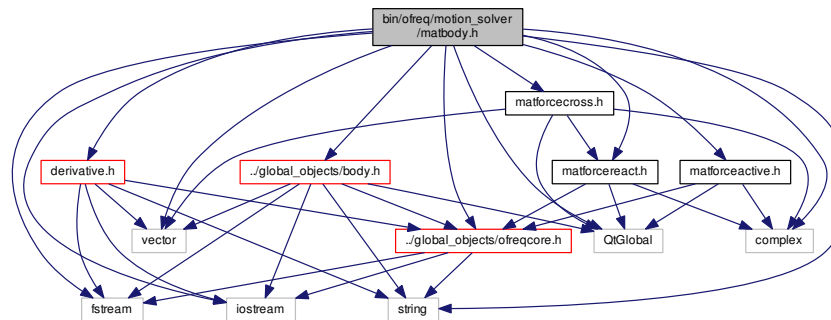 bin/ofreq/motion_solver
/matbody.h
matforcecross.h
derivative.h
../global_objects/body.h
matforcereact.h
matforceactive.h
vector
../global_objects/ofreqcore.h
QtGlobal
complex
fstream
iostream
string